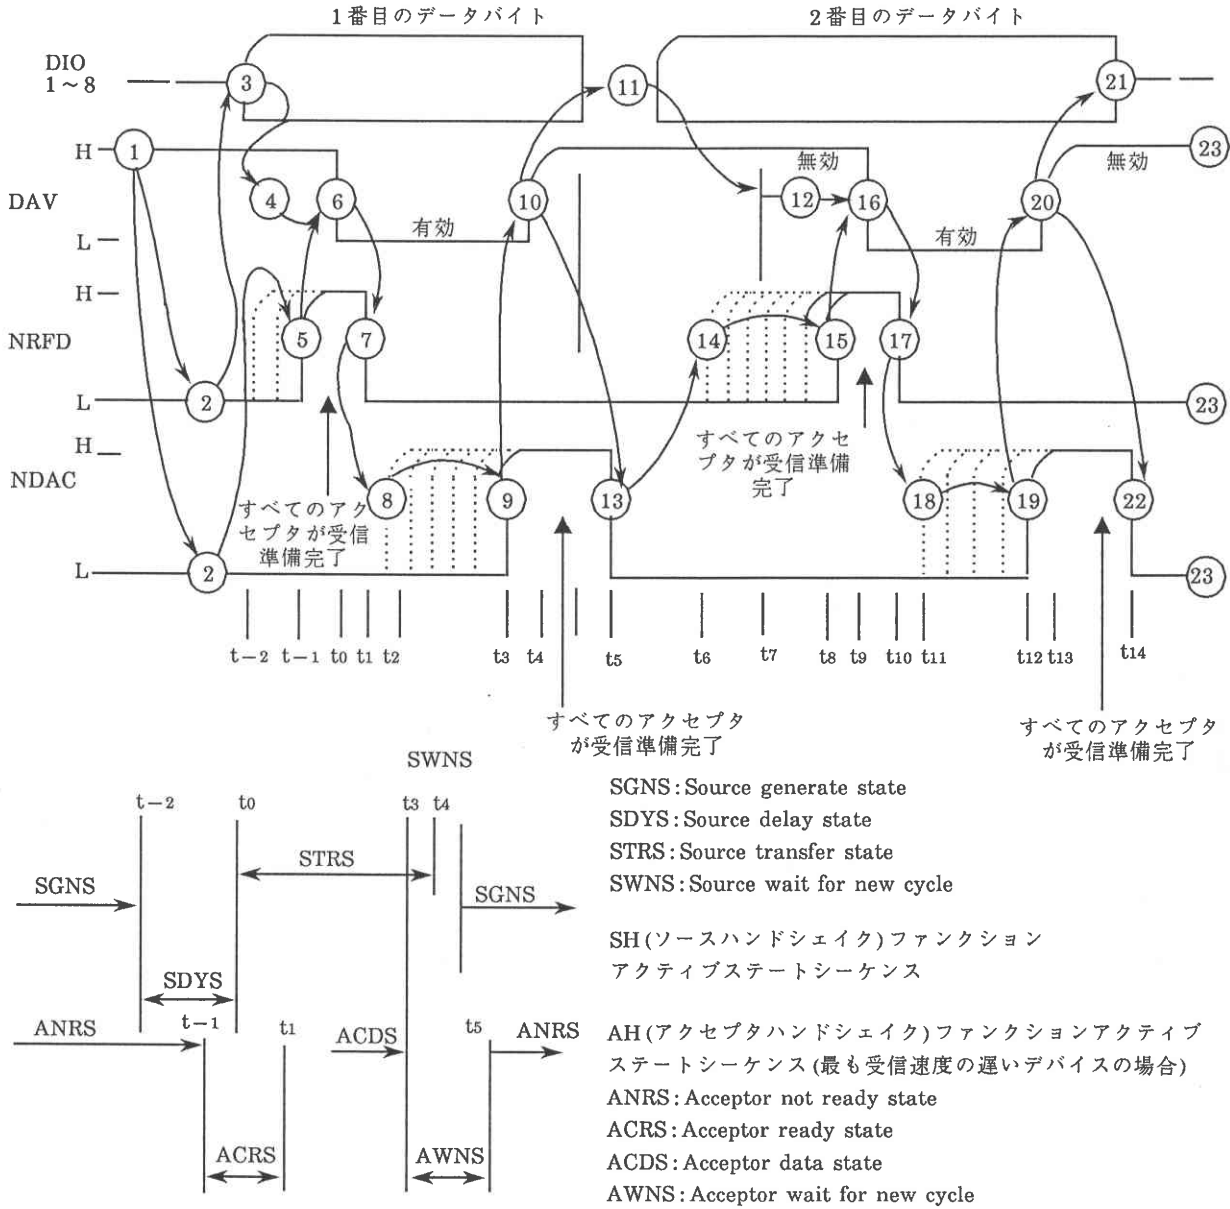 1番目のデータバイト
2番目のデータバイト
DIO
1～8
3
11
21
H
1
無効
無効
23
DAV
4
6
10
12
16
20
L
有効
有効
H
NRFD
5
7
14
15
17
L
2
23
H
NDAC
すべてのアクセ
プタが受信準備
完了
8
9
13
18
19
22
すべてのアク
セプタが受信
準備完了
L
2
23
t−2
t−1
t0
t1
t2
t3
t4
t5
t6
t7
t8
t9
t10
t11
t12
t13
t14
すべてのアクセプタ
が受信準備完了
すべてのアクセプタ
が受信準備完了
SWNS
t−2
t0
t3
t4
STRS
SGNS
SGNS
SDYS
ANRS
t−1
t1
ACDS
t5
ANRS
ACRS
AWNS
SGNS:Source generate state
SDYS:Source delay state
STRS:Source transfer state
SWNS:Source wait for new cycle
SH(ソースハンドシェイク)ファンクション
アクティブステートシーケンス
AH(アクセプタハンドシェイク)ファンクションアクティブ
ステートシーケンス(最も受信速度の遅いデバイスの場合)
ANRS:Acceptor not ready state
ACRS:Acceptor ready state
ACDS:Acceptor data state
AWNS:Acceptor wait for new cycle